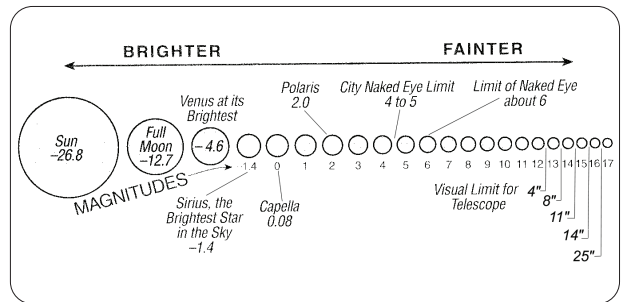 BRIGHTER
FAINTER
Sun
–26.8
Full
Moon
–12.7
Venus at its
Brightest
– 4.6
Polaris
2.0
City Naked Eye Limit
4 to 5
Limit of Naked Eye
about 6
MAGNITUDES
1.4 0 1 2 3 4 5 6 7 8 9 10 11 12 13 14 15 16 17
Sirius, the
Brightest Star
in the Sky
–1.4
Capella
0.08
Visual Limit for
Telescope
4"
8"
11"
14"
25"